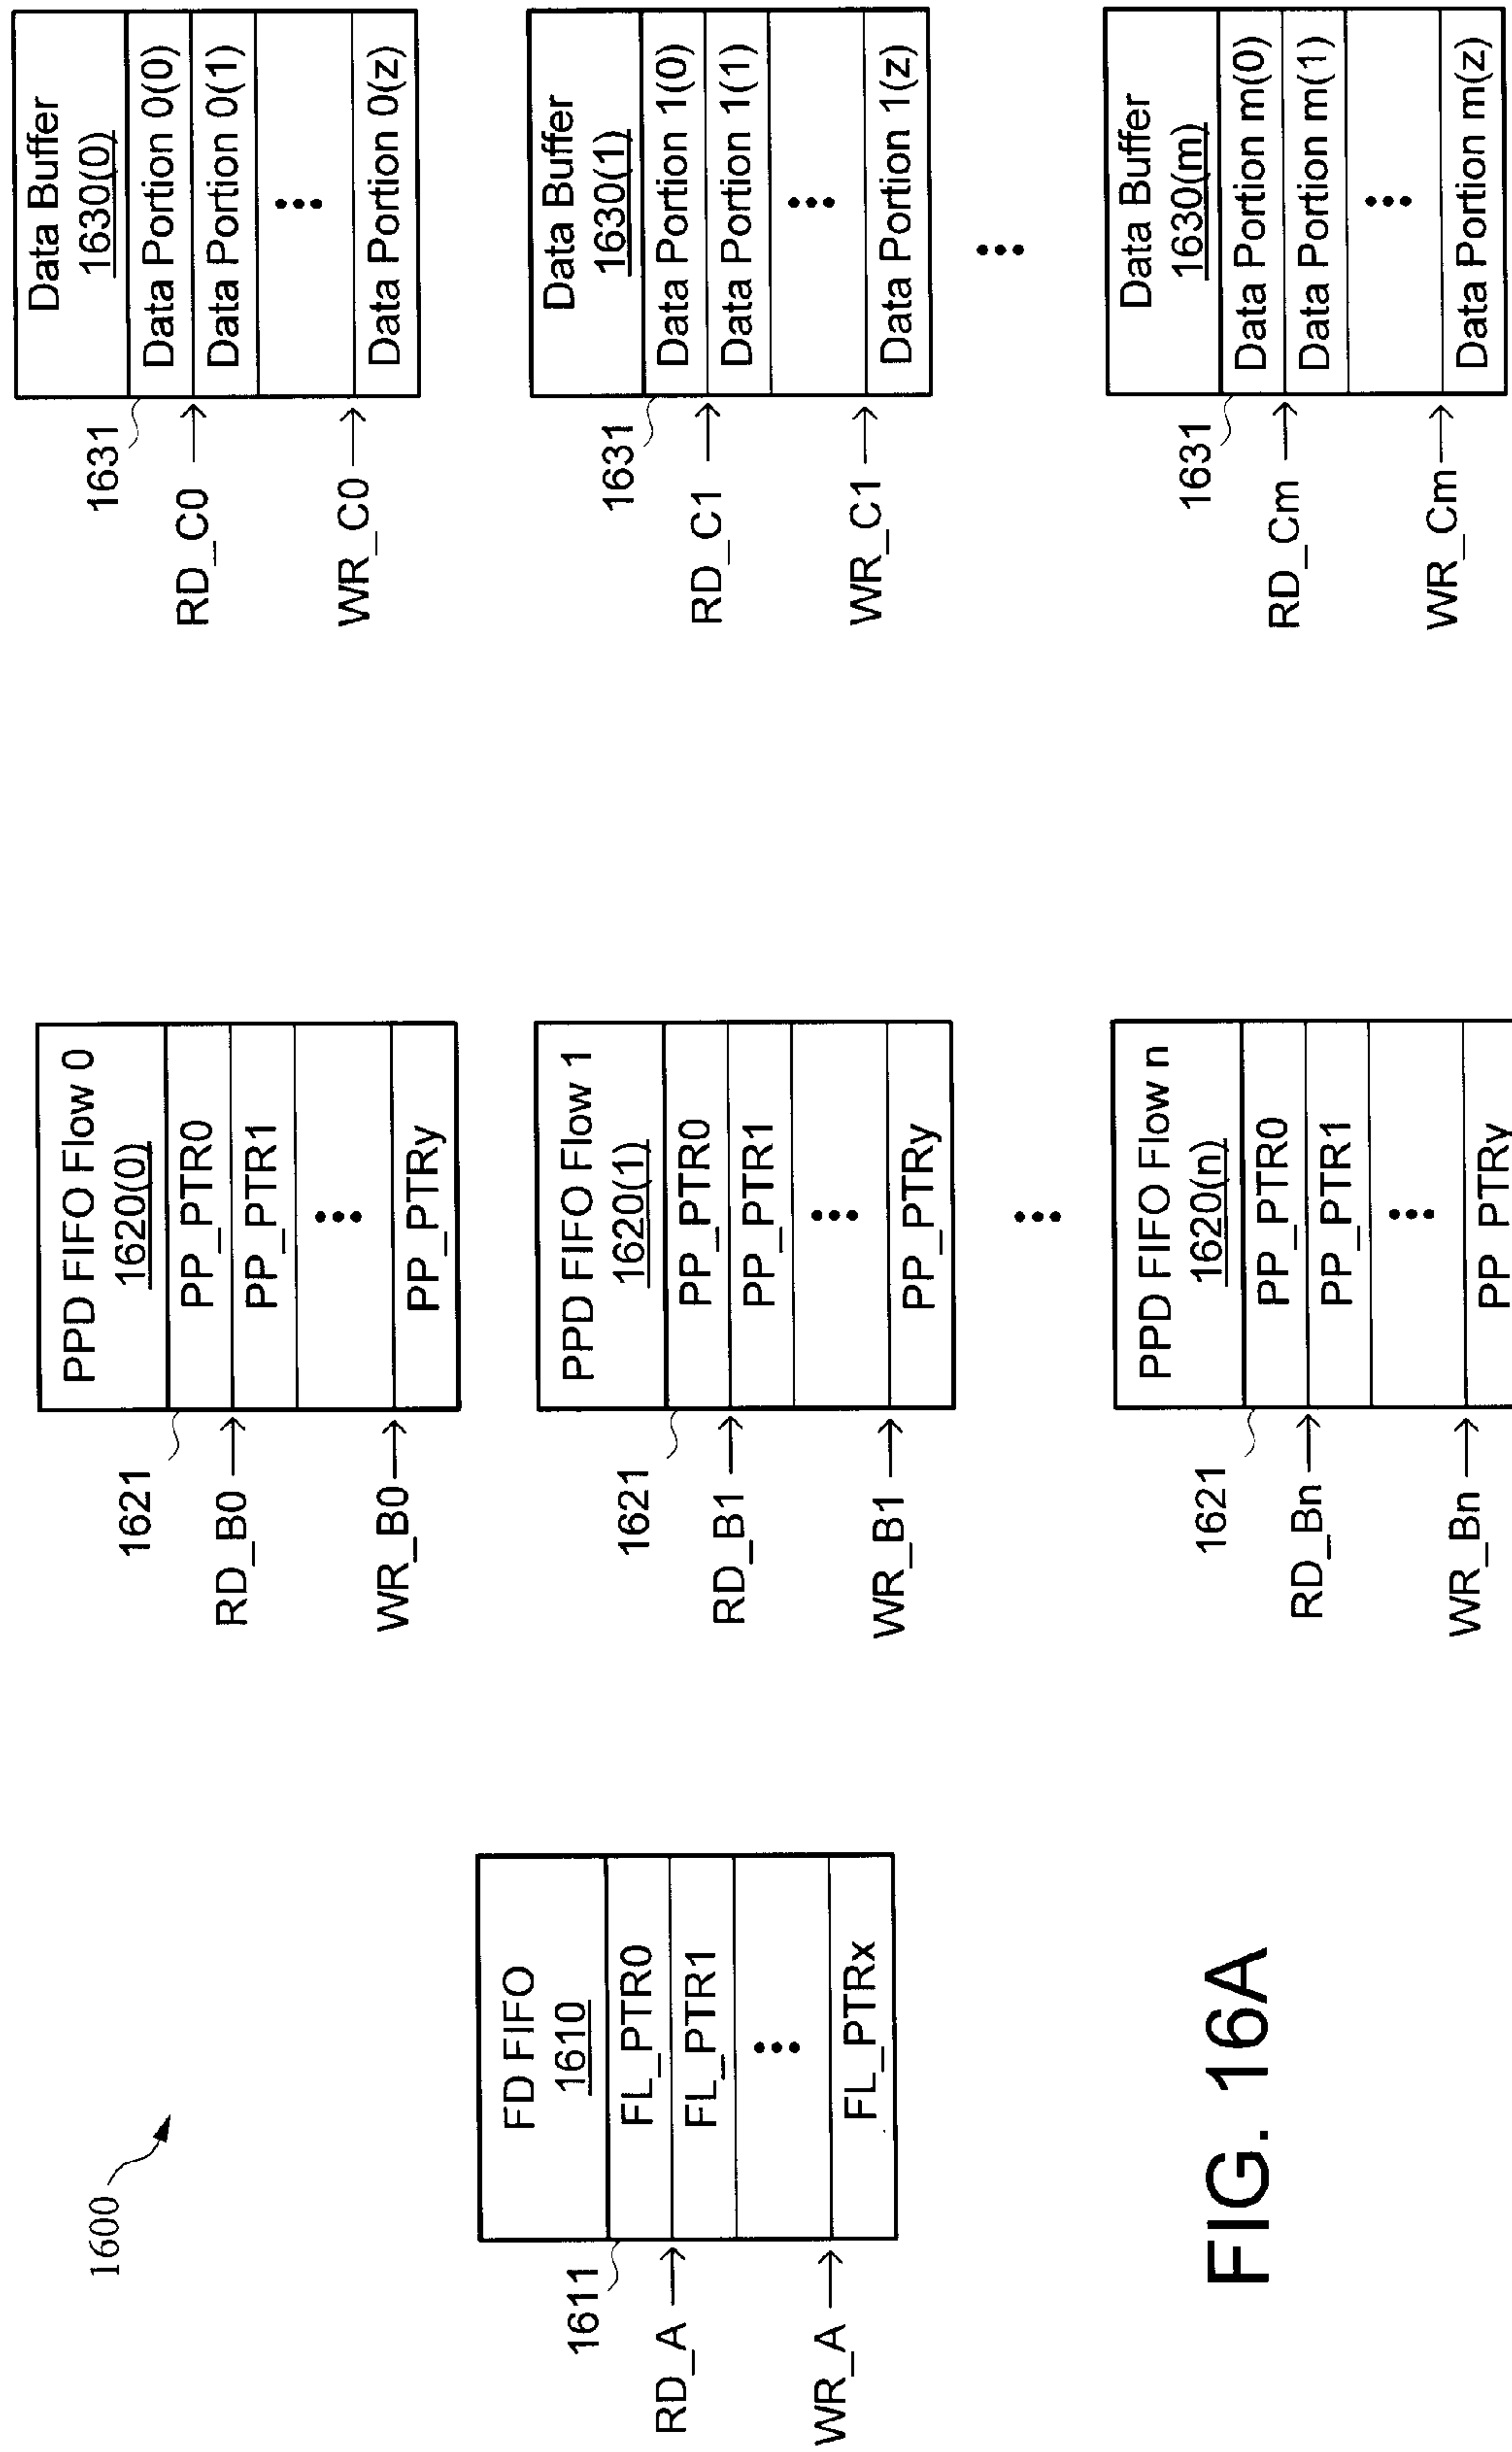 1600
FD FIFO
1610
1611
FL_PTR0
RD_A
FL_PTR1
WR_A
FL_PTRx
PPD FIFO Flow 0
1620(0)
1621
PP_PTR0
RD_B0
PP_PTR1
WR_B0
PP_PTRy
PPD FIFO Flow 1
1620(1)
1621
PP_PTR0
RD_B1
PP_PTR1
WR_B1
PP_PTRy
PPD FIFO Flow n
1620(n)
1621
PP_PTR0
RD_Bn
PP_PTR1
WR_Bn
PP_PTRy
Data Buffer
1630(0)
1631
Data Portion 0(0)
RD_C0
Data Portion 0(1)
WR_C0
Data Portion 0(z)
Data Buffer
1630(1)
1631
Data Portion 1(0)
RD_C1
Data Portion 1(1)
WR_C1
Data Portion 1(z)
Data Buffer
1630(m)
1631
Data Portion m(0)
RD_Cm
Data Portion m(1)
WR_Cm
Data Portion m(z)
FIG. 16A